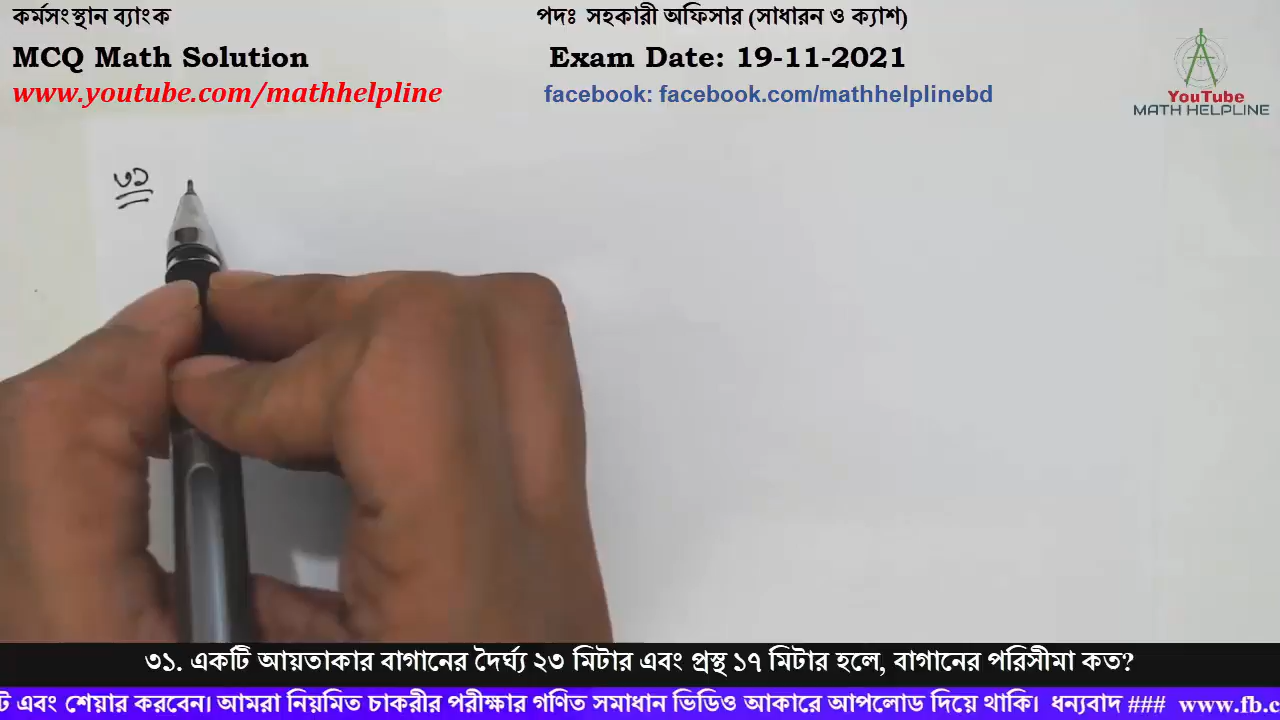 কর্মসংস্থান ব্যাংক
পদঃ সহকারী অফিসার (সাধারন ও ক্যাশ)
MCQ Math Solution
Exam Date: 19-11-2021
www.youtube.com/mathhelpline
facebook: facebook.com/mathhelplinebd
YouTube
MATH HELPLINE
৩১
৩১. একটি আয়তাকার বাগানের দৈর্ঘ্য ২৩ মিটার এবং প্রস্থ ১৭ মিটার হলে, বাগানের পরিসীমা কত?
এবং শেয়ার করবেন। আমরা নিয়মিত চাকরীর পরীক্ষার গণিত সমাধান ভিডিও আকারে আপলোড দিয়ে থাকি। ধন্যবাদ ### www.fb.c